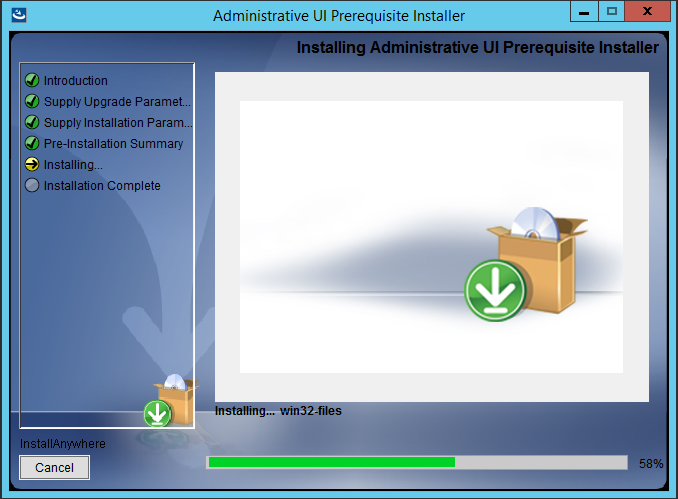 Administrative UI Prerequisite Installer
Installing Administrative UI Prerequisite Installer
Introduction
Supply Upgrade Paramet...
Supply Installation Param...
Pre-Installation Summary
Installing...
Installation Complete
Installing... win32-files
InstallAnywhere
Cancel
58%